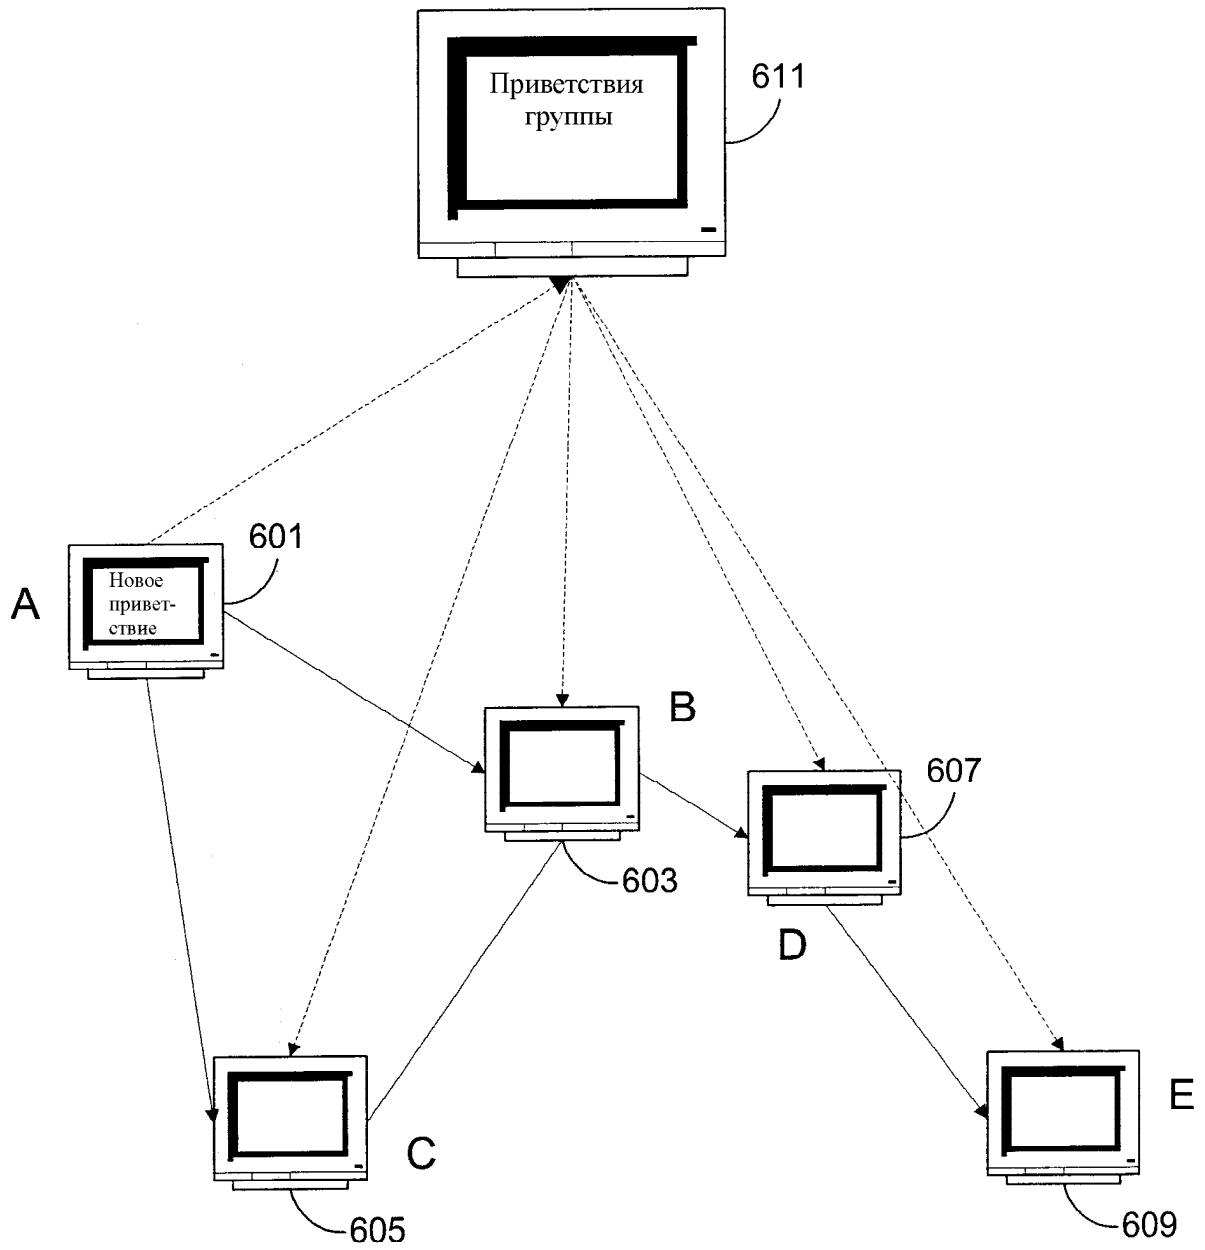 Приветствия
группы
611
601
A
Новое
привет-
ствие
B
607
603
D
E
C
605
609